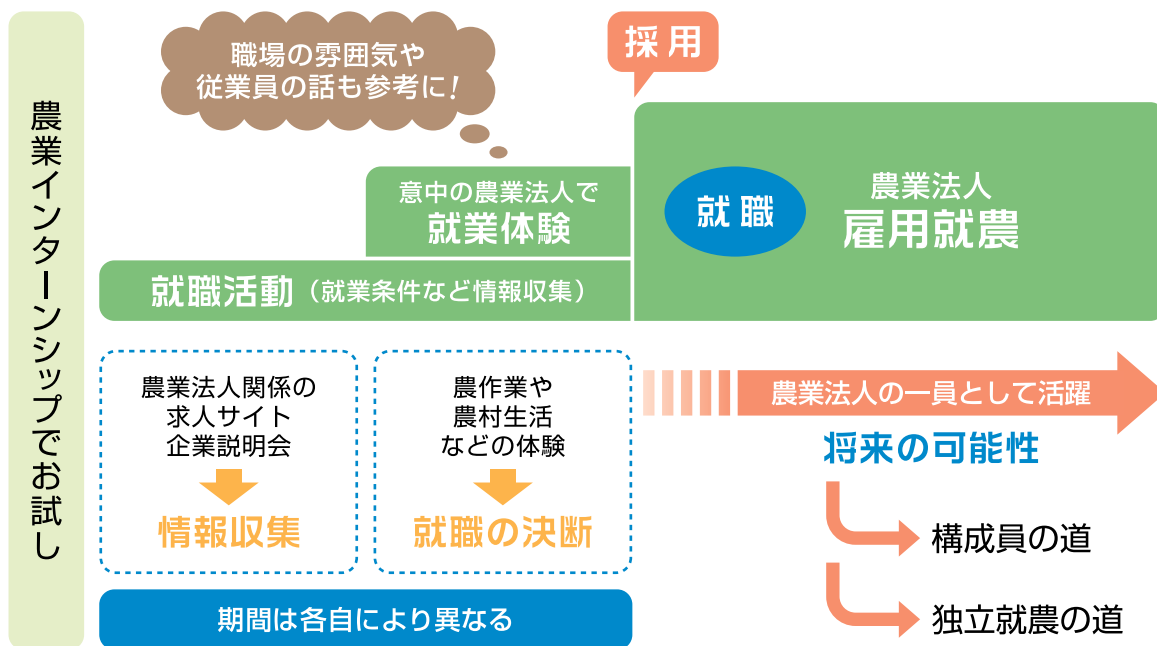 農業インターンシップでお試し
職場の雰囲気や
従業員の話も参考に!
採用
意中の農業法人で
就業体験
就職
農業法人
雇用就農
就職活動(就業条件など情報収集)
農業法人関係の
求人サイト
企業説明会
情報収集
農作業や
農村生活
などの体験
就職の決断
農業法人の一員として活躍
将来の可能性
構成員の道
独立就農の道
期間は各自により異なる